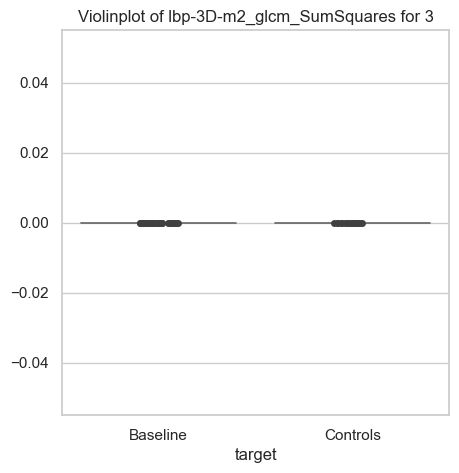 Violinplot of lbp-3D-m2_glcm_SumSquares for 3
0.04
0.02
0.00
−0.02
−0.04
Baseline
Controls
target